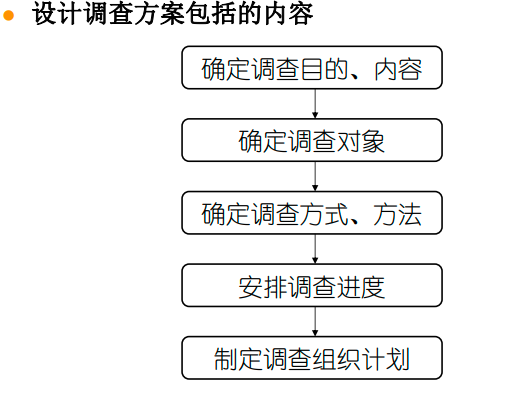 设计调查方案包括的内容
确定调查目的、内容
确定调查对象
确定调查方式、方法
安排调查进度
制定调查组织计划